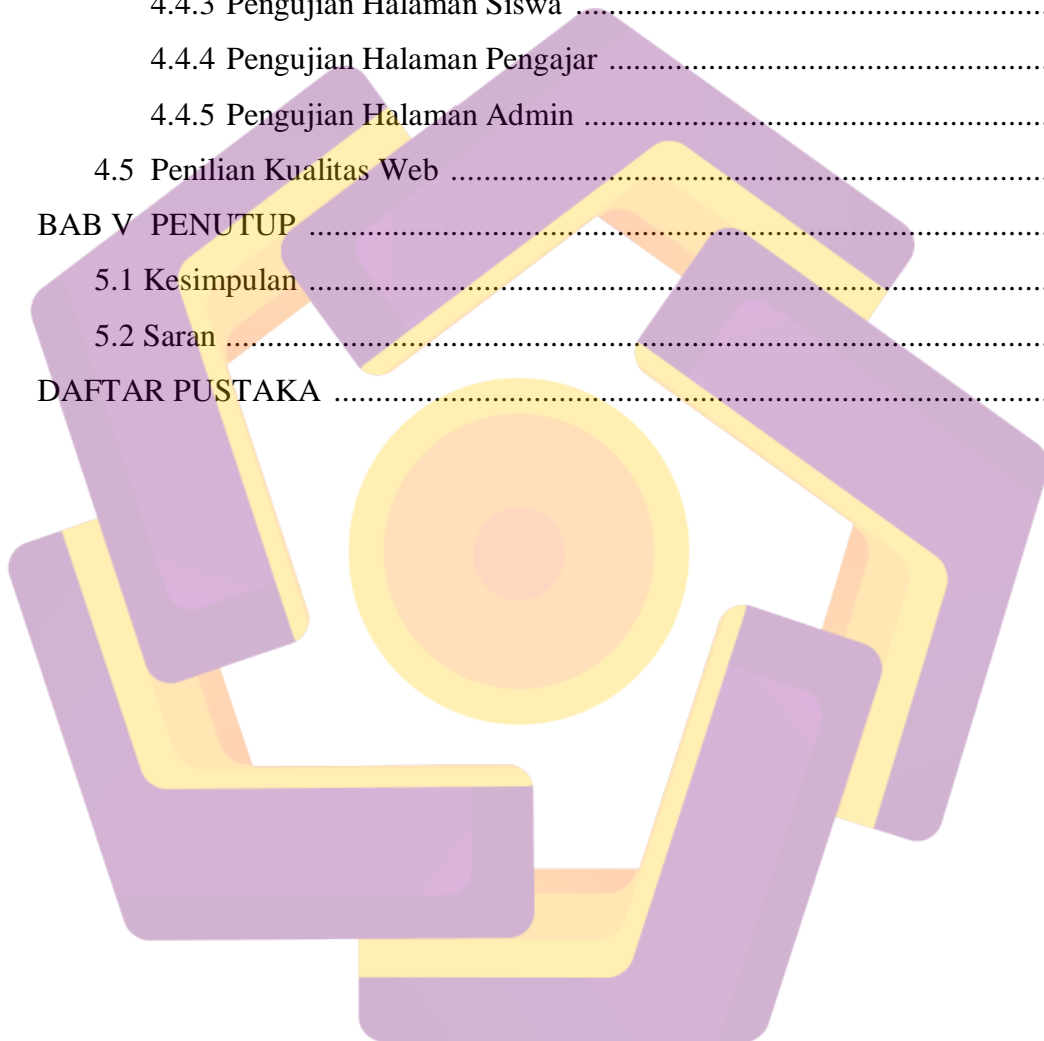 4.4.3 Pengujian Halaman Siswa ..........................................................
4.4.4 Pengujian Halaman Pengajar ......................................................
4.4.5 Pengujian Halaman Admin .........................................................
4.5 Penilian Kualitas Web ..........................................................................
BAB V PENUTUP ............................................................................................
5.1 Kesimpulan ............................................................................................
5.2 Saran .......................................................................................................
DAFTAR PUSTAKA .........................................................................................